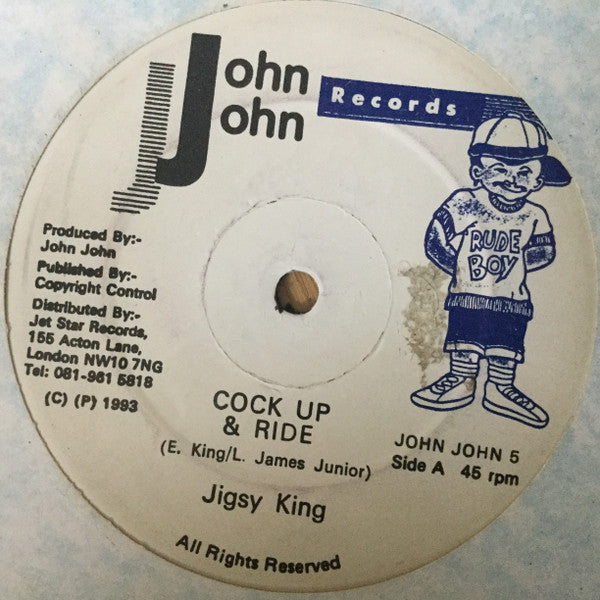 John
John
Records
RUDE
BOY
Produced By:-
John John
Published By:-
Copyright Control
Distributed By:-
Jet Star Records,
155 Acton Lane,
London NW10 7NG
Tel: 081-961 5818
(C) (P) 1993
COCK UP
& RIDE
(E. King/L. James Junior)
Jigsy King
JOHN JOHN 5
Side A 45 rpm
All Rights Reserved